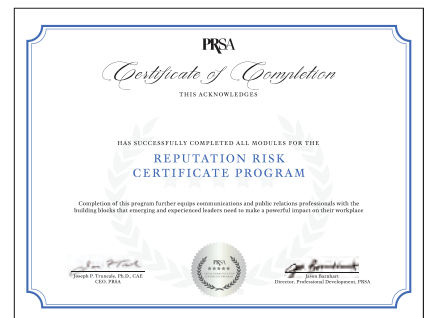 PRSA
Certificate of Completion
THIS ACKNOWLEDGES
HAS SUCCESSFULLY COMPLETED ALL MODULES FOR THE
REPUTATION RISK
CERTIFICATE PROGRAM
Completion of this program further equips communications and public relations professionals with the
building blocks that emerging and experienced leaders need to make a powerful impact on their workplace
Joseph P. Truncale, Ph.D., CAE
CEO, PRSA
PRSA
Jason Barnhart
Director, Professional Development, PRSA